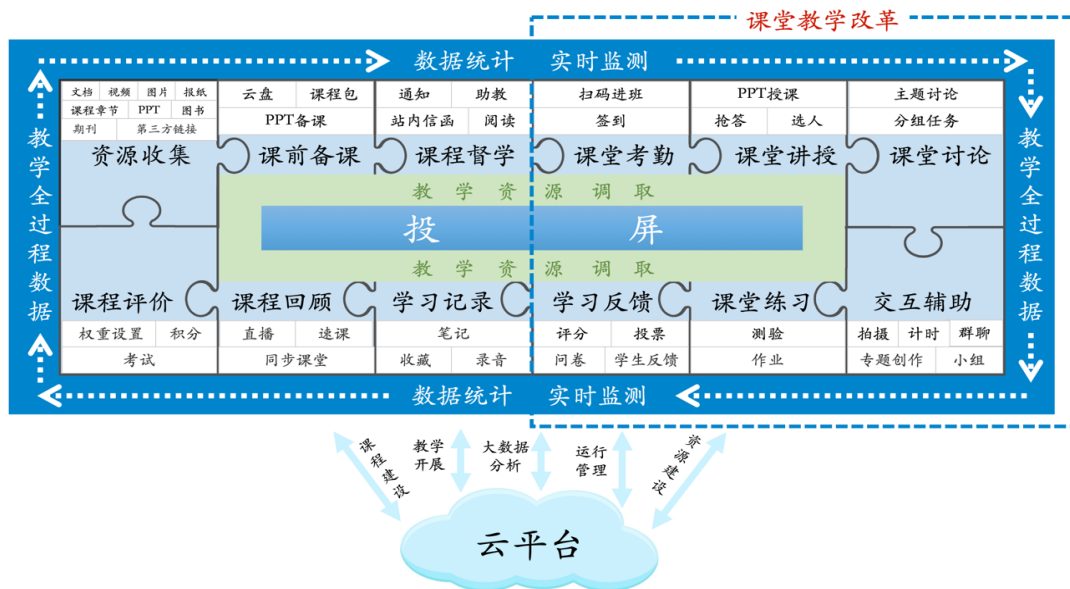 课堂教学改革
数据统计 实时监测
文档 视频 图片 报纸
课程章节 PPT 图书
期刊 第三方链接
资源收集
云盘 课程包
PPT备课
课前备课
通知 助教
站内信函 阅读
课程督学
扫码进班
签到
课堂考勤
PPT授课
抢答 选人
课堂讲授
主题讨论
分组任务
课堂讨论
教学全过程数据
教学资源调取
投屏
教学资源调取
教学全过程数据
课程评价
权重设置 积分
考试
课程回顾
直播 速课
同步课堂
学习记录
笔记
收藏 录音
学习反馈
评分 投票
问卷 学生反馈
课堂练习
测验
作业
交互辅助
拍摄 计时 群聊
专题创作 小组
数据统计 实时监测
课程建设
教学
开展
大数据
分析
运行
管理
资源建设
云平台